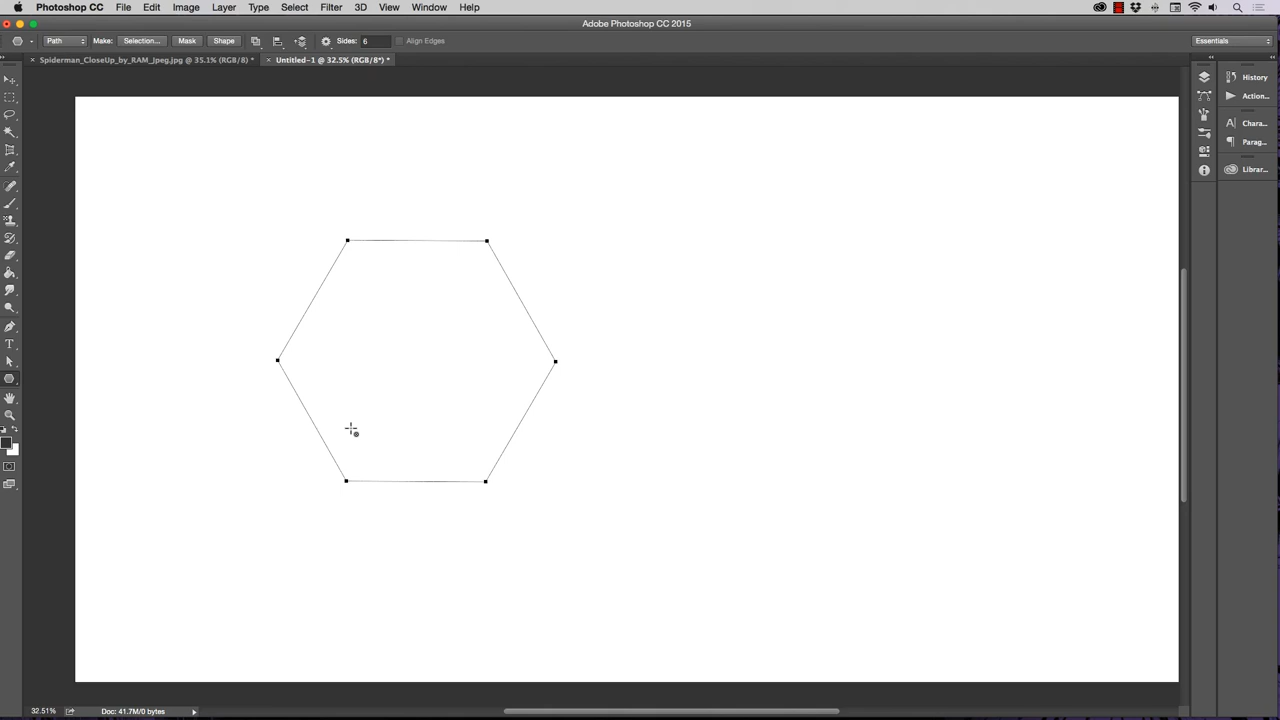 Photoshop CC File Edit Image Layer Type Select Filter 3D View Window Help
Adobe Photoshop CC 2015
Path Make: Selection... Mask Shape Sides: 6 Align Edges Essentials
Spiderman_CloseUp_by_RAM_Jpeg.jpg @ 35.1% (RGB/8) * Untitled-1 @ 32.5% (RGB/8*) *
History
Action...
Chara...
Parag...
Librar...
T
32.51% Doc: 41.7M/0 bytes